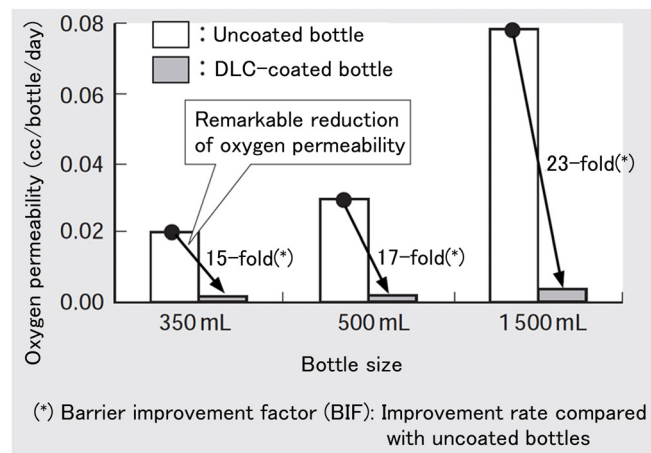 Oxygen permeability (cc/bottle/day)
0.08
0.06
0.04
0.02
0.00
: Uncoated bottle
: DLC-coated bottle
Remarkable reduction
of oxygen permeability
15-fold(*)
17-fold(*)
23-fold(*)
350 mL
500 mL
1 500 mL
Bottle size
(*) Barrier improvement factor (BIF): Improvement rate compared
with uncoated bottles